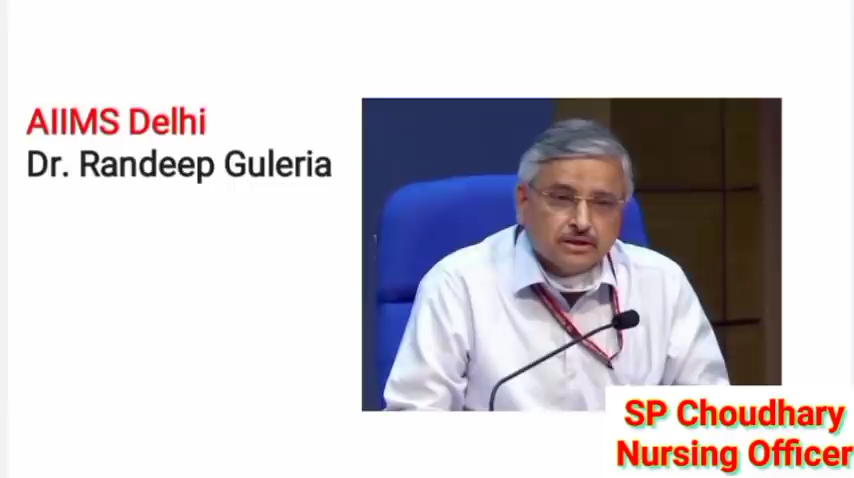 AIIMS Delhi
Dr. Randeep Guleria
SP Choudhary
Nursing Officer